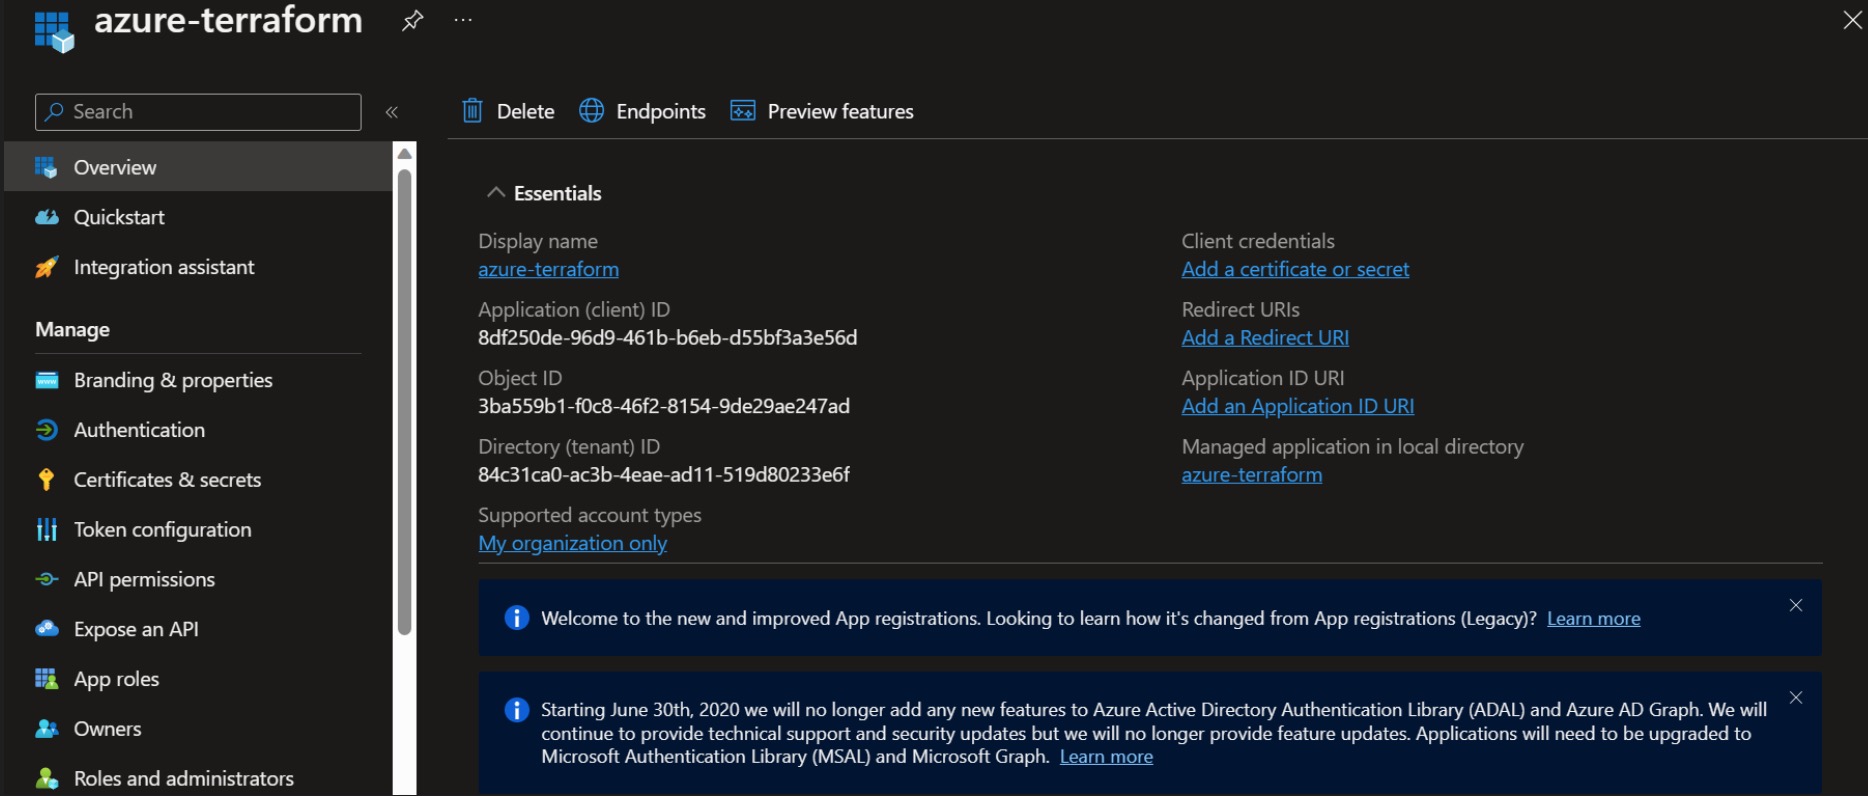 azure-terraform
Search
Overview
Quickstart
Integration assistant
Manage
Branding & properties
Authentication
Certificates & secrets
Token configuration
API permissions
Expose an API
App roles
Owners
Roles and administrators
Delete
Endpoints
Preview features
Essentials
Display name
azure-terraform
Application (client) ID
8df250de-96d9-461b-b6eb-d55bf3a3e56d
Object ID
3ba559b1-f0c8-46f2-8154-9de29ae247ad
Directory (tenant) ID
84c31ca0-ac3b-4eae-ad11-519d80233e6f
Supported account types
My organization only
Client credentials
Add a certificate or secret
Redirect URIs
Add a Redirect URI
Application ID URI
Add an Application ID URI
Managed application in local directory
azure-terraform
Welcome to the new and improved App registrations. Looking to learn how it's changed from App registrations (Legacy)? Learn more
Starting June 30th, 2020 we will no longer add any new features to Azure Active Directory Authentication Library (ADAL) and Azure AD Graph. We will
continue to provide technical support and security updates but we will no longer provide feature updates. Applications will need to be upgraded to
Microsoft Authentication Library (MSAL) and Microsoft Graph. Learn more